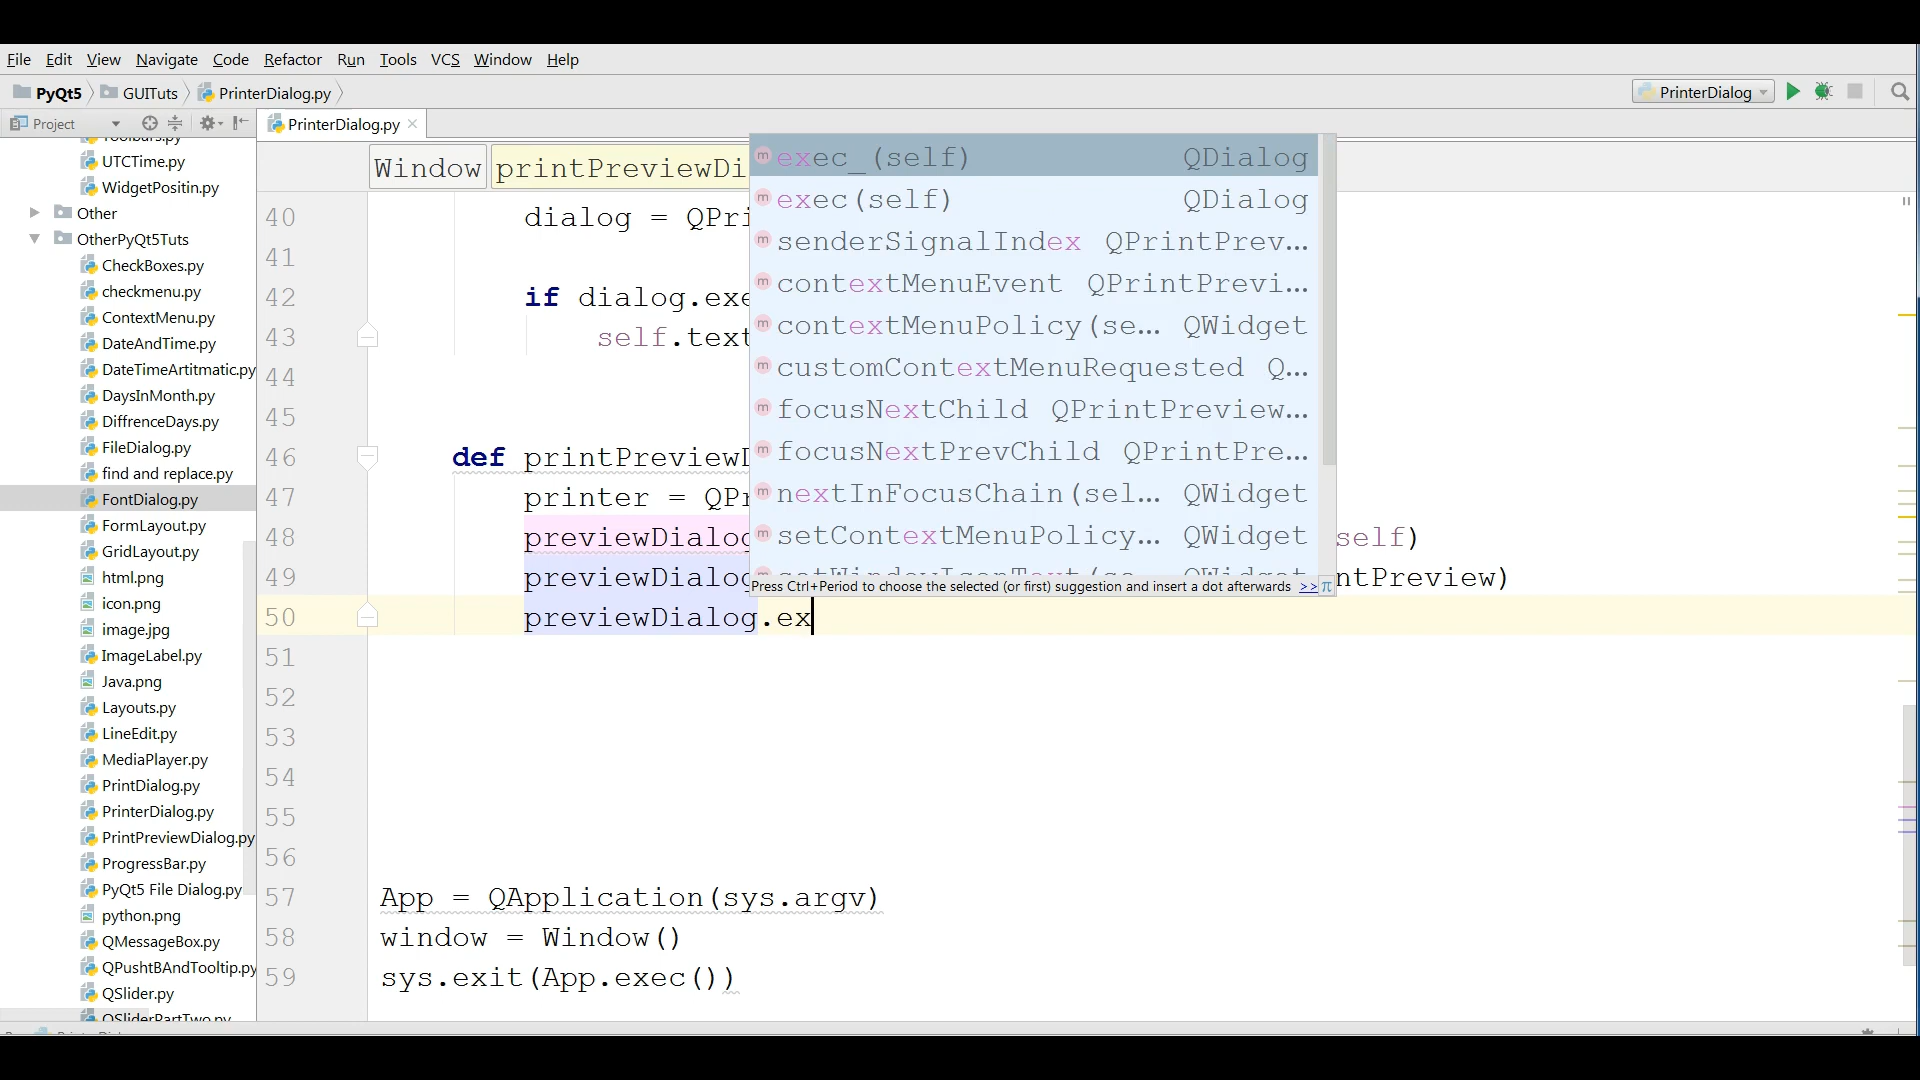 File Edit View Navigate Code Refactor Run Tools VCS Window Help
PyQt5 GUITuts PrinterDialog.py PrinterDialog
Project PrinterDialog.py
UTCTime.py
WidgetPositin.py
Other
OtherPyQt5Tuts
CheckBoxes.py
checkmenu.py
ContextMenu.py
DateAndTime.py
DateTimeArtitmatic.py
DaysInMonth.py
DiffrenceDays.py
FileDialog.py
find and replace.py
FontDialog.py
FormLayout.py
GridLayout.py
html.png
icon.png
image.jpg
ImageLabel.py
Java.png
Layouts.py
LineEdit.py
MediaPlayer.py
PrintDialog.py
PrinterDialog.py
PrintPreviewDialog.py
ProgressBar.py
PyQt5 File Dialog.py
python.png
QMessageBox.py
QPushtBAndTooltip.py
QSlider.py
QSliderPartTwo.py
Window printPreviewDi
40 dialog = QPri
41
42 if dialog.exe
43 self.text
44
45
46 def printPreviewD
47 printer = QPr
48 previewDialog self)
49 previewDialog ntPreview)
50 previewDialog.ex
51
52
53
54
55
56
57 App = QApplication(sys.argv)
58 window = Window()
59 sys.exit(App.exec())
exec_(self) QDialog
exec(self) QDialog
senderSignalIndex QPrintPrev...
contextMenuEvent QPrintPrevi...
contextMenuPolicy(se... QWidget
customContextMenuRequested Q...
focusNextChild QPrintPreview...
focusNextPrevChild QPrintPre...
nextInFocusChain(sel... QWidget
setContextMenuPolicy... QWidget
Press Ctrl+Period to choose the selected (or first) suggestion and insert a dot afterwards >> π